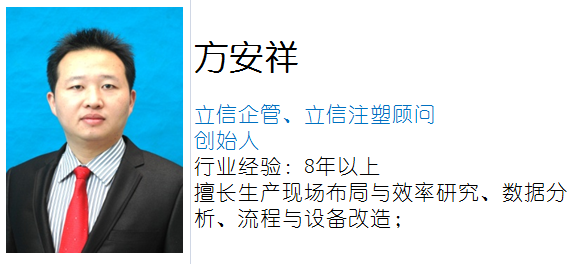 方安祥
立信企管、立信注塑顾问
创始人
行业经验：8年以上
擅长生产现场布局与效率研究、数据分
析、流程与设备改造；